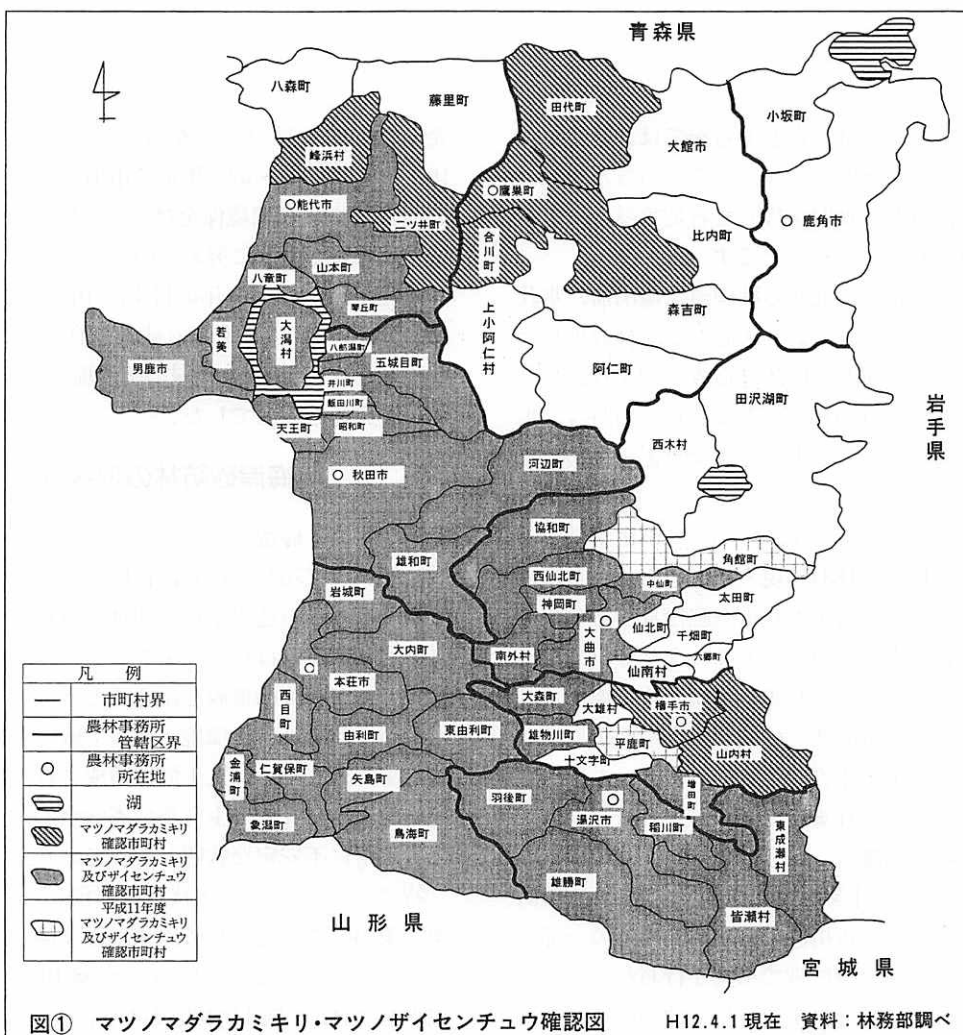 青森県
八森町
藤里町
田代町
小坂町
大館市
峰浜村
鷹巣町
能代市
鹿角市
二ツ井町
比内町
合川町
山本町
八竜町
森吉町
琴丘町
上小阿仁村
若美
大潟村
八郎潟町
五城目町
阿仁町
男鹿市
井川町
田沢湖町
飯田川町
岩手県
天王町
昭和町
西木村
河辺町
秋田市
協和町
角館町
雄和町
西仙北町
中仙町
岩城町
太田町
神岡町
仙北町
大曲市
千畑町
大内町
南外村
六郷町
仙南村
本荘市
大森町
大雄村
横手市
西目町
東由利町
雄物川町
平鹿町
由利町
山内村
十文字町
金浦町
仁賀保町
矢島町
増田町
羽後町
湯沢市
稲川町
東成瀬村
象潟町
鳥海町
雄勝町
皆瀬村
山形県
宮城県
凡例
市町村界
農林事務所
管轄区界
農林事務所
所在地
湖
マツノマダラカミキリ
確認市町村
マツノマダラカミキリ
及びザイセンチュウ
確認市町村
平成11年度
マツノマダラカミキリ
及びザイセンチュウ
確認市町村
図① マツノマダラカミキリ・マツノザイセンチュウ確認図 H12.4.1現在 資料:林務部調べ